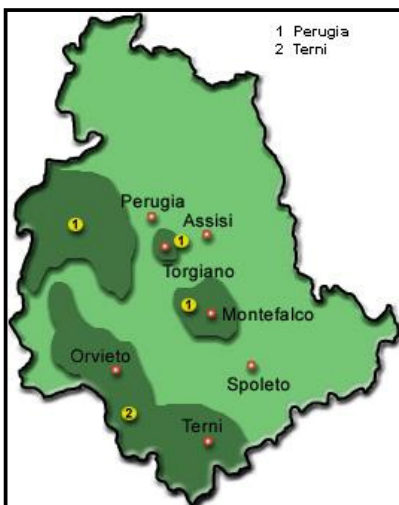 1 Perugia
2 Terni
Perugia
Assisi
1
1
Torgiano
1
Montefalco
Orvieto
Spoleto
2
Terni